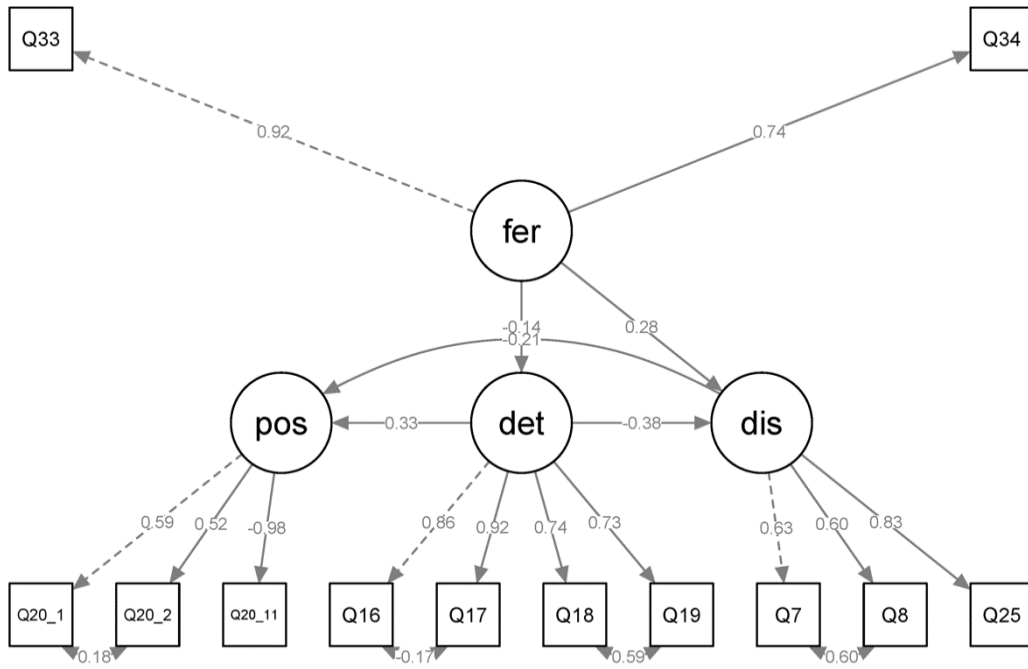 Q33
Q34
0.92
0.74
fer
-0.14
0.28
-0.21
pos
0.33
det
-0.38
dis
0.59
0.52
-0.98
0.86
0.92
0.74
0.73
0.63
0.60
0.83
Q20_1
Q20_2
Q20_11
Q16
Q17
Q18
Q19
Q7
Q8
Q25
0.18
-0.17
0.59
0.60